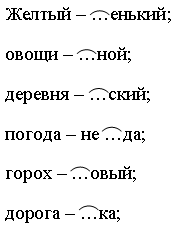 Желтый – …енький;
овощи – …ной;
деревня – …ский;
погода – не …да;
горох – …овый;
дорога – …ка;